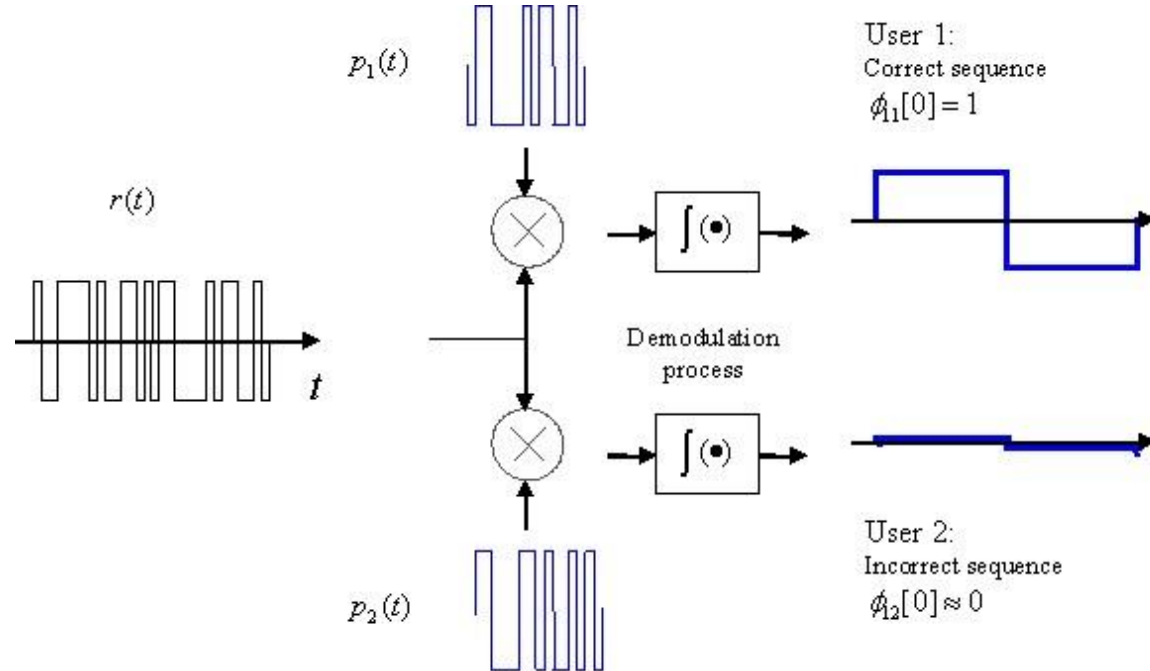 p₁(t)
User 1:
Correct sequence
ϕ₁₁[0] = 1
r(t)
∫(•)
t
Demodulation
process
∫(•)
p₂(t)
User 2:
Incorrect sequence
ϕ₁₂[0] ≈ 0